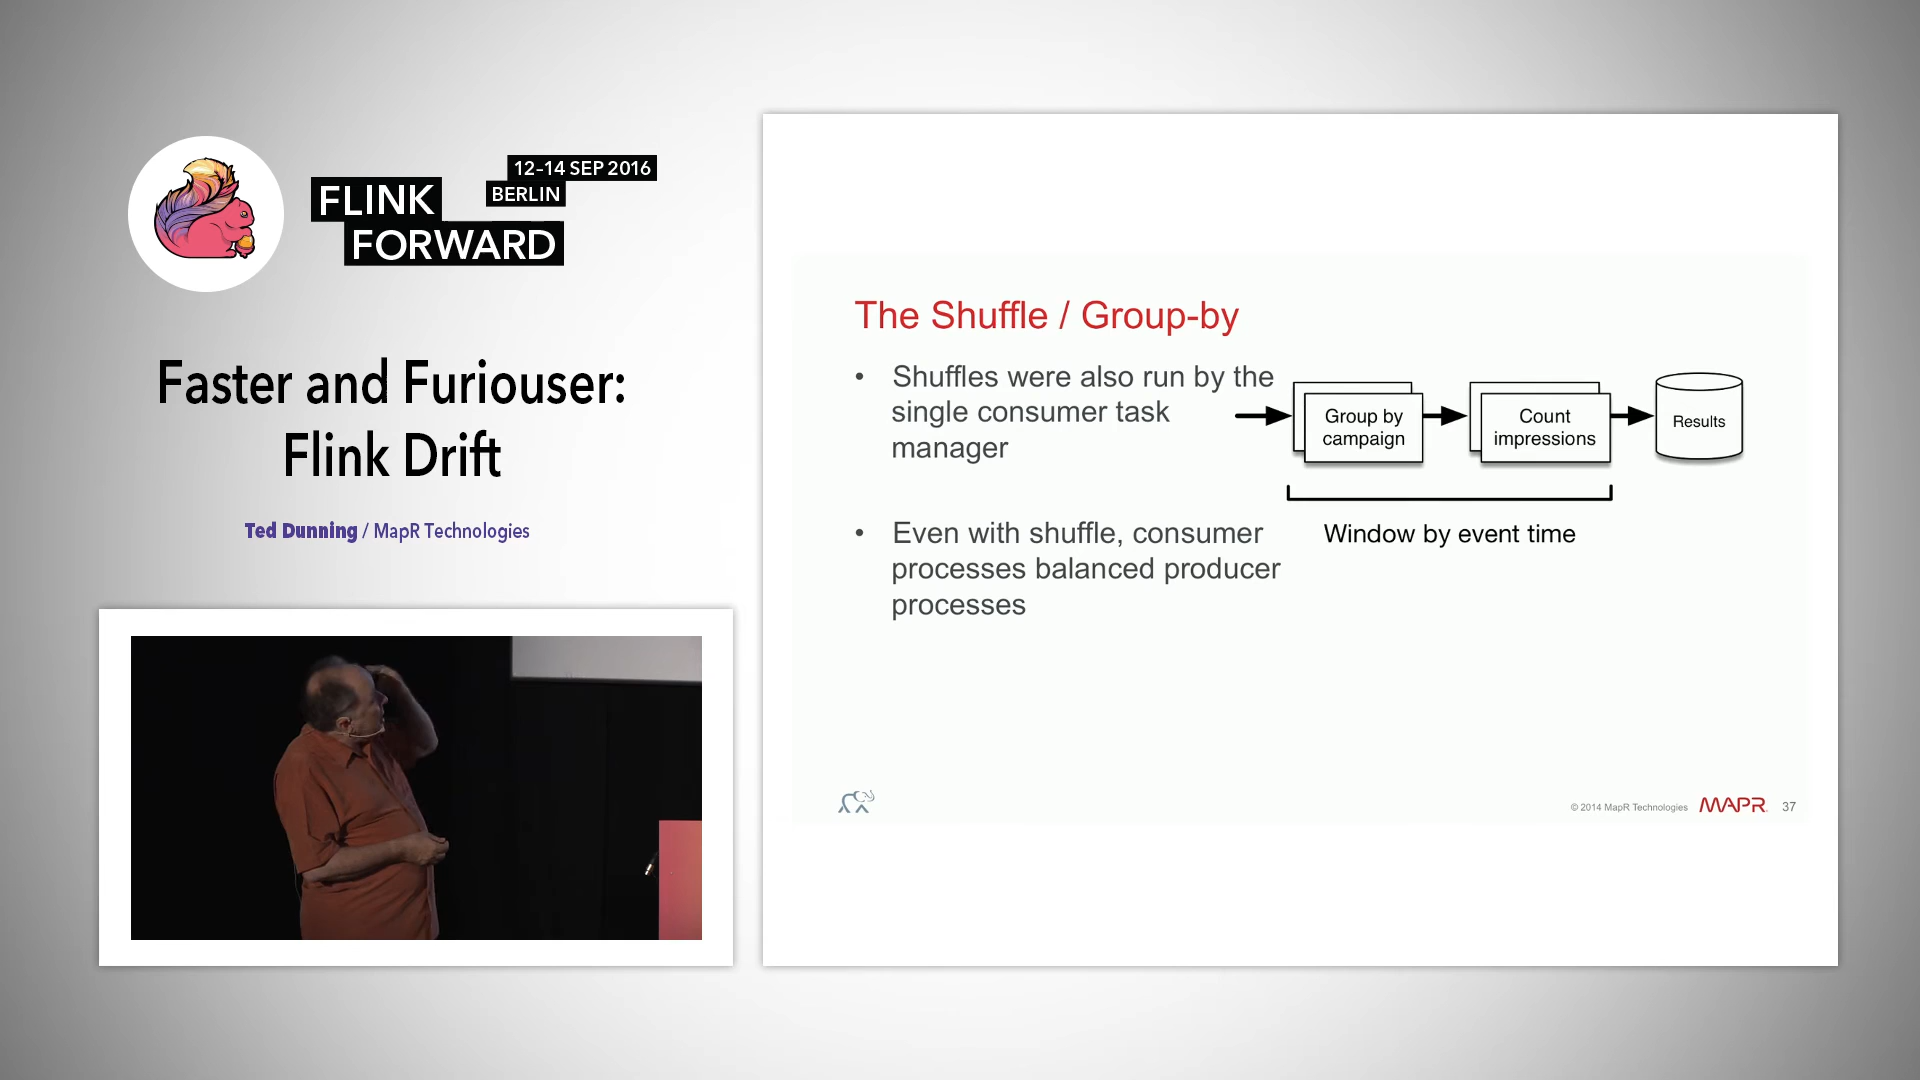 12-14 SEP 2016
BERLIN
FLINK
FORWARD
Faster and Furiouser:
Flink Drift
Ted Dunning / MapR Technologies
The Shuffle / Group-by
• Shuffles were also run by the
single consumer task
manager
• Even with shuffle, consumer
processes balanced producer
processes
Group by
campaign
Count
impressions
Results
Window by event time
© 2014 MapR Technologies MAPR 37